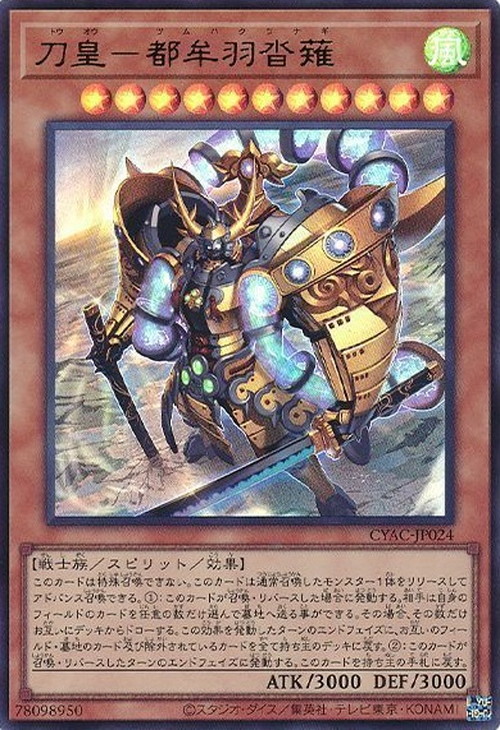 トウ オウ ツムハクツナギ
刀皇－都牟羽沓薙
嵐
CYAC-JP024
【戦士族／スピリット／効果】
このカードは特殊召喚できない。このカードは通常召喚したモンスター１体をリリースして
アドバンス召喚できる。①：このカードが召喚・リバースした場合に発動する。相手は自身の
フィールドのカードを任意の数だけ選んで墓地へ送る事ができる。その場合、その数だけ
お互いにデッキからドローする。この効果を発動したターンのエンドフェイズに、お互いのフィー
ルド・墓地のカード及び除外されているカードを全て持ち主のデッキに戻す。②：このカードが
召喚・リバースしたターンのエンドフェイズに発動する。このカードを持ち主の手札に戻す。
ATK/3000 DEF/3000
78098950 ©スタジオ・ダイス／集英社・テレビ東京・KONAMI